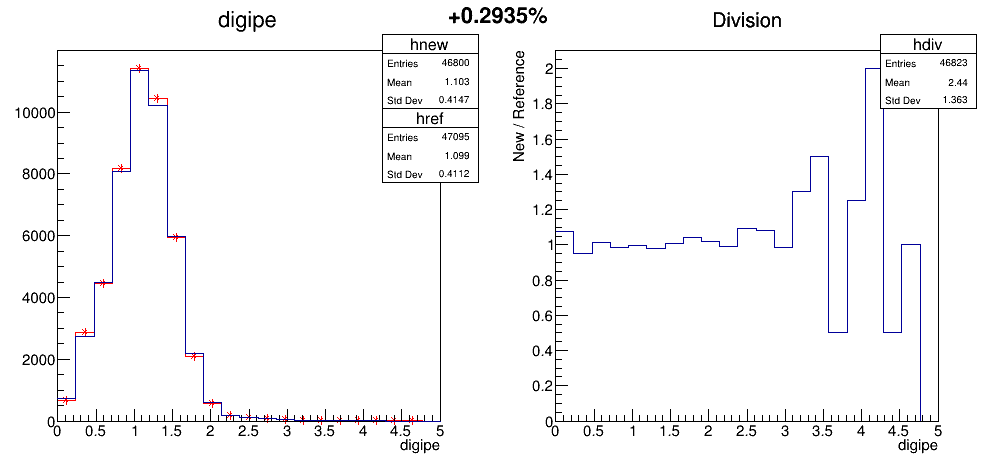 +0.2935%
digipe
hnew
Entries 46800
Mean 1.103
Std Dev 0.4147
href
Entries 47095
Mean 1.099
Std Dev 0.4112
10000
8000
6000
4000
2000
0
0 0.5 1 1.5 2 2.5 3 3.5 4 4.5 5
digipe
Division
hdiv
Entries 46823
Mean 2.44
Std Dev 1.363
New / Reference
2
1.8
1.6
1.4
1.2
1
0.8
0.6
0.4
0.2
0
0 0.5 1 1.5 2 2.5 3 3.5 4 4.5 5
digipe